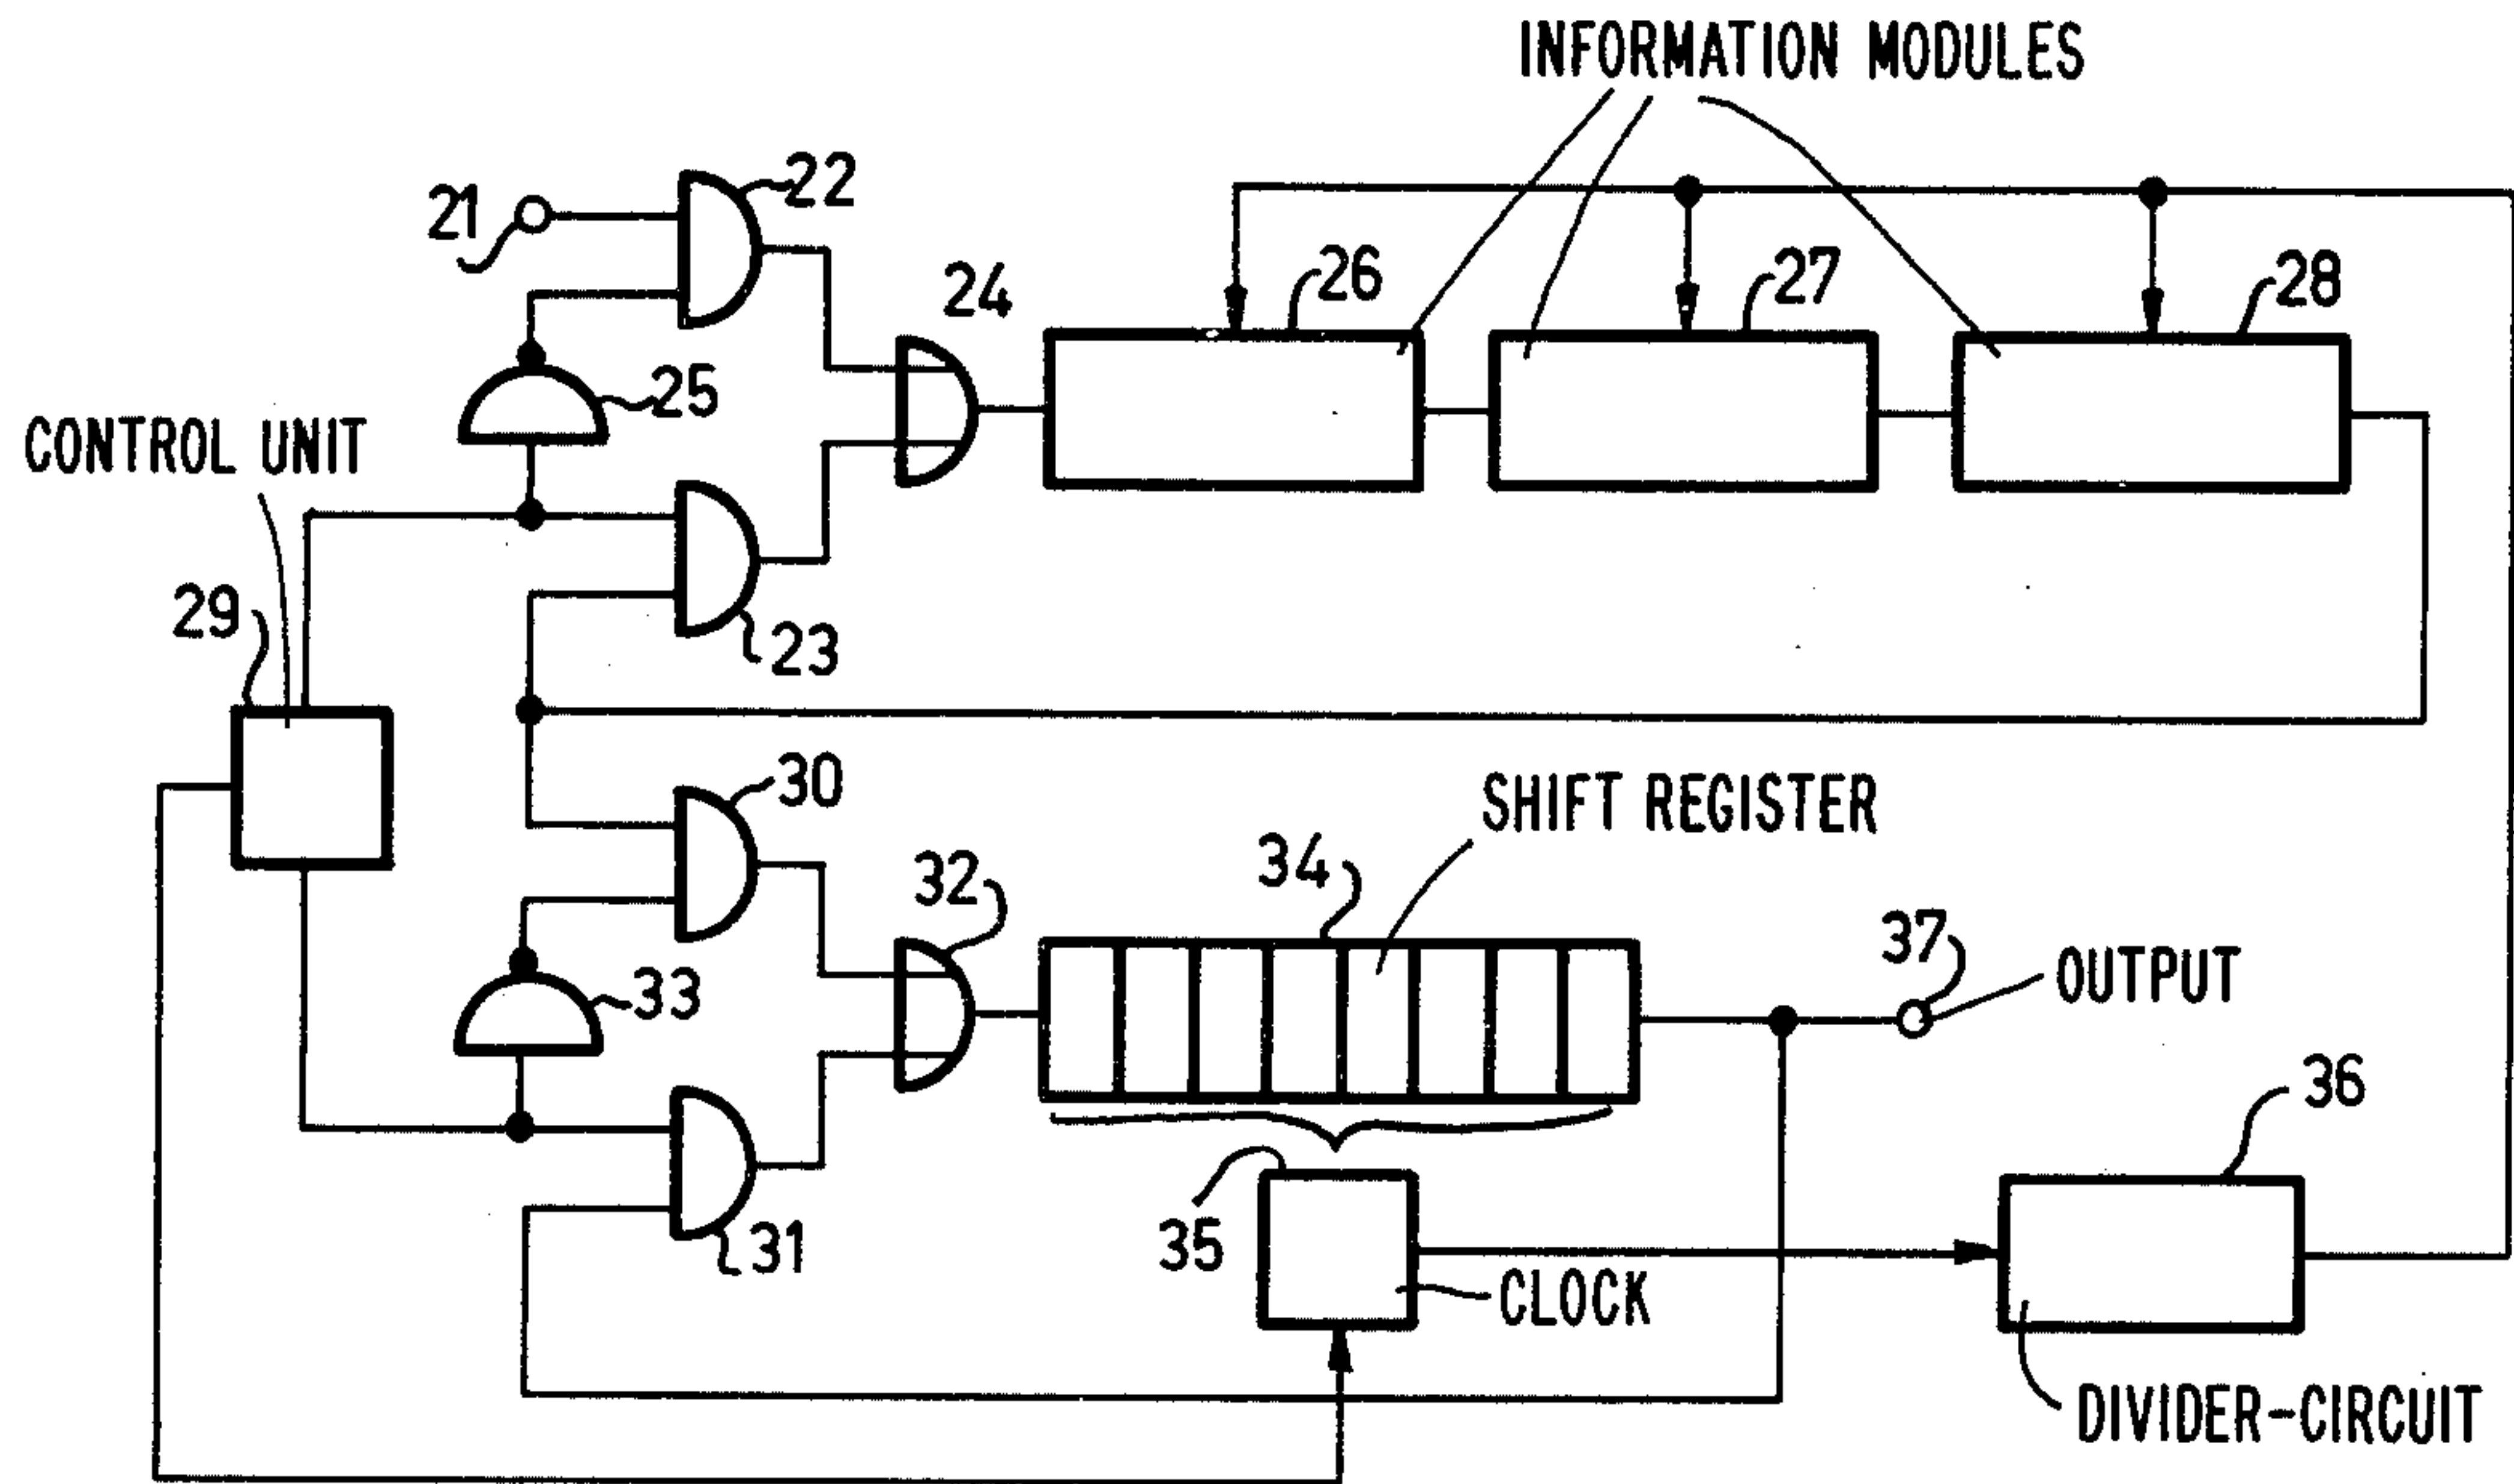 INFORMATION MODULES
21
22
24
26
27
28
25
CONTROL UNIT
29
23
30
SHIFT REGISTER
34
32
37
OUTPUT
33
36
35
31
CLOCK
DIVIDER-CIRCUIT